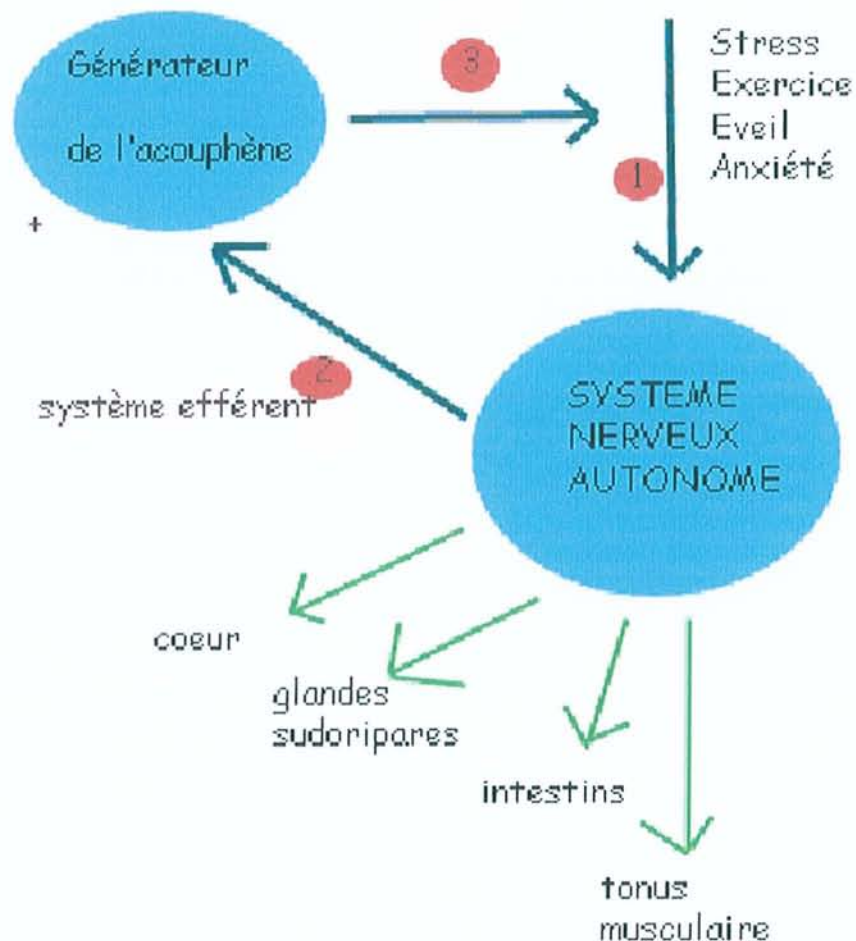 Générateur
de l'acouphène
+
3
Stress
Exercice
Eveil
Anxiété
1
2
système efférent
SYSTEME
NERVEUX
AUTONOME
coeur
glandes
sudoripares
intestins
tonus
musculaire